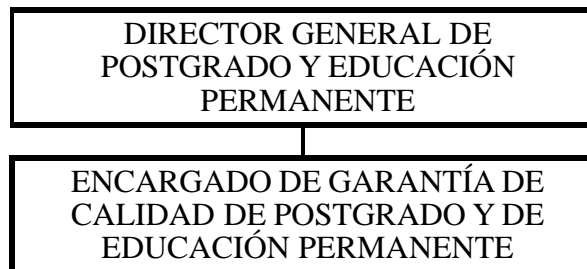 DIRECTOR GENERAL DE
POSTGRADO Y EDUCACIÓN
PERMANENTE
ENCARGADO DE GARANTÍA DE
CALIDAD DE POSTGRADO Y DE
EDUCACIÓN PERMANENTE